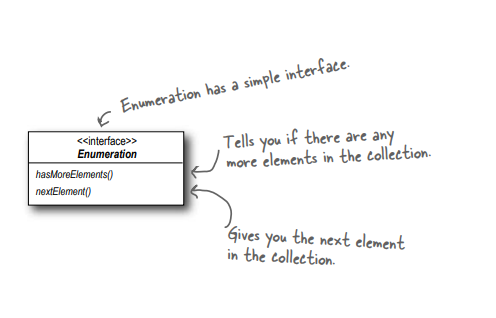 Enumeration has a simple interface.
<<interface>>
Enumeration
hasMoreElements()
nextElement()
Tells you if there are any
more elements in the collection.
Gives you the next element
in the collection.